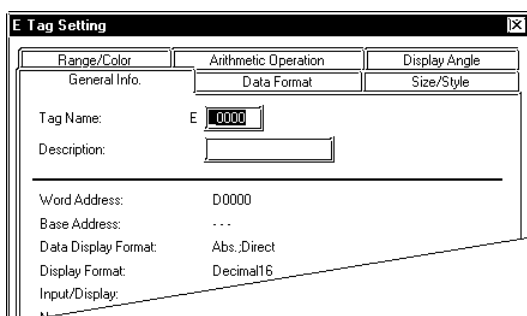 E Tag Setting
Range/Color Arithmetic Operation Display Angle
General Info. Data Format Size/Style
Tag Name: E _0000
Description:
Word Address: D0000
Base Address: ---
Data Display Format: Abs.;Direct
Display Format: Decimal16
Input/Display: